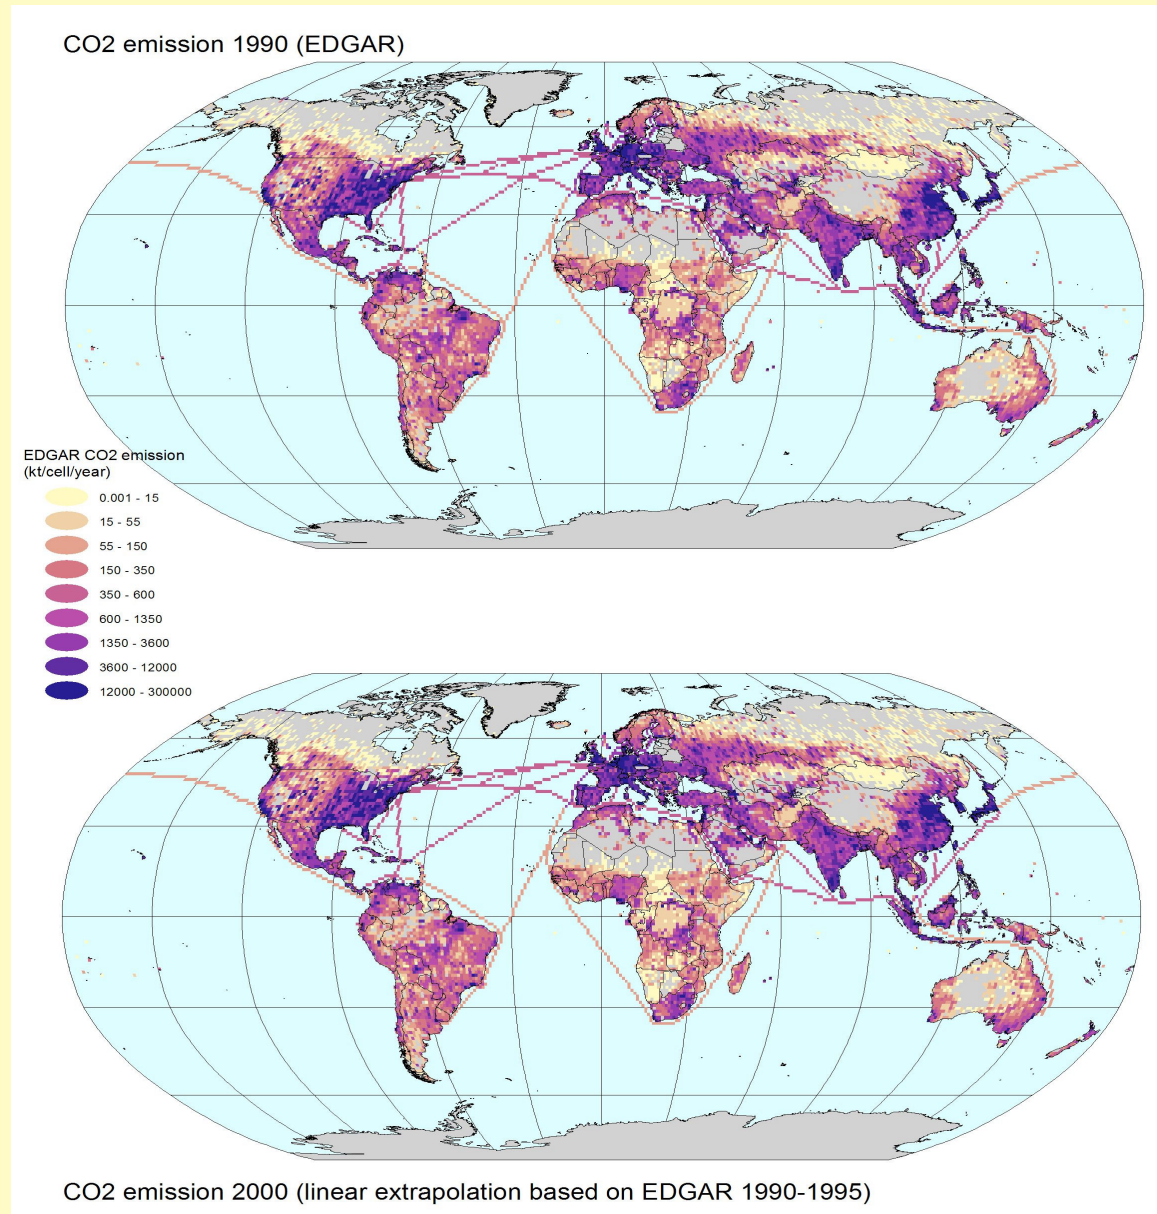 CO2 emission 1990 (EDGAR)
EDGAR CO2 emission
(kt/cell/year)
0.001 - 15
15 - 55
55 - 150
150 - 350
350 - 600
600 - 1350
1350 - 3600
3600 - 12000
12000 - 300000
CO2 emission 2000 (linear extrapolation based on EDGAR 1990-1995)